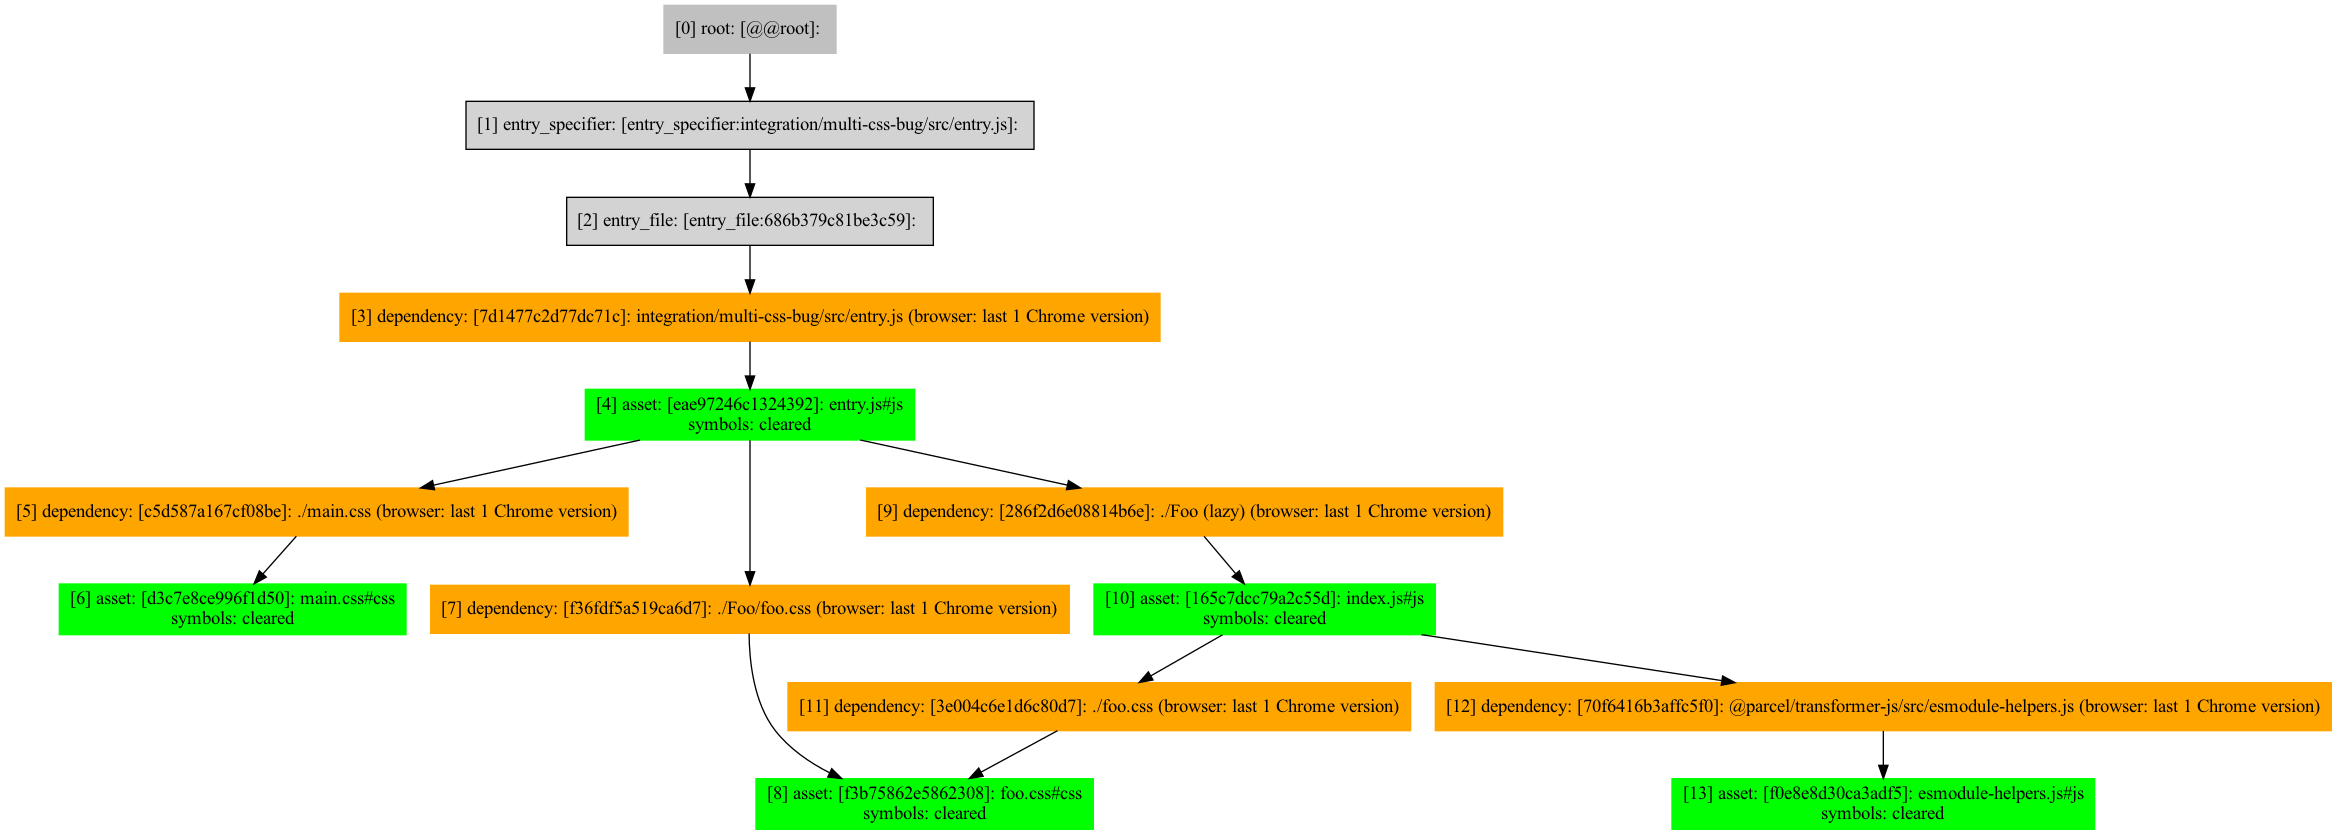 [0] root: [@@root]:
[1] entry_specifier: [entry_specifier:integration/multi-css-bug/src/entry.js]:
[2] entry_file: [entry_file:686b379c81be3c59]:
[3] dependency: [7d1477c2d77dc71c]: integration/multi-css-bug/src/entry.js (browser: last 1 Chrome version)
[4] asset: [eae97246c1324392]: entry.js#js
symbols: cleared
[5] dependency: [c5d587a167cf08be]: ./main.css (browser: last 1 Chrome version)
[9] dependency: [286f2d6e08814b6e]: ./Foo (lazy) (browser: last 1 Chrome version)
[6] asset: [d3c7e8ce996f1d50]: main.css#css
symbols: cleared
[7] dependency: [f36fdf5a519ca6d7]: ./Foo/foo.css (browser: last 1 Chrome version)
[10] asset: [165c7dcc79a2c55d]: index.js#js
symbols: cleared
[11] dependency: [3e004c6e1d6c80d7]: ./foo.css (browser: last 1 Chrome version)
[12] dependency: [70f6416b3affc5f0]: @parcel/transformer-js/src/esmodule-helpers.js (browser: last 1 Chrome version)
[8] asset: [f3b75862e5862308]: foo.css#css
symbols: cleared
[13] asset: [f0e8e8d30ca3adf5]: esmodule-helpers.js#js
symbols: cleared